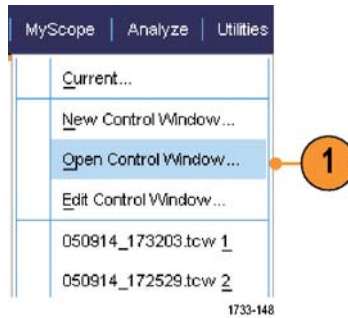 MyScope | Analyze | Utilities
Current...
New Control Window...
Open Control Window...
1
Edit Control Window...
050914_173203.tcw 1
050914_172529.tcw 2
1733-148